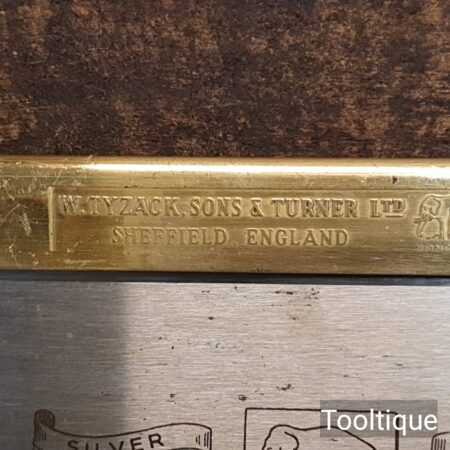 W. TYZACK, SONS & TURNER LTD
SHEFFIELD, ENGLAND
SILVER
Tooltique